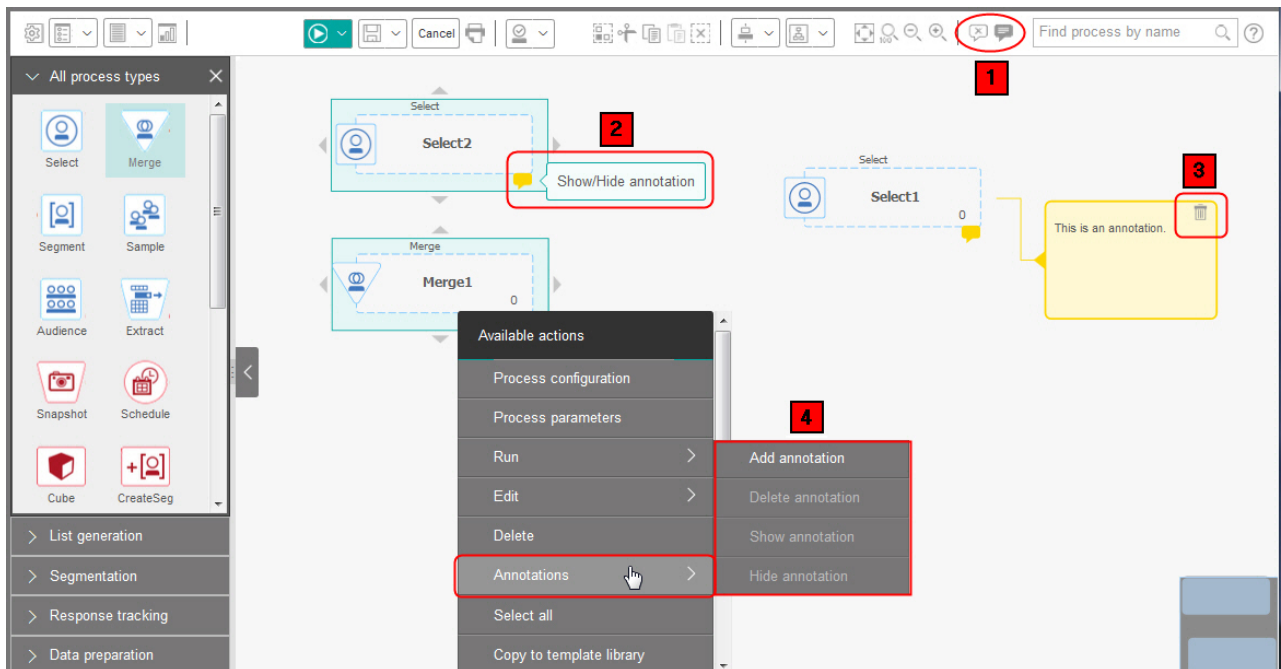 Cancel
100
Find process by name
1
All process types
Select
Merge
Segment
Sample
Audience
Extract
Snapshot
Schedule
Cube
CreateSeg
List generation
Segmentation
Response tracking
Data preparation
Select
Select2
2
Show/Hide annotation
Merge
Merge1
0
Select
Select1
0
3
This is an annotation.
Available actions
Process configuration
Process parameters
Run
Edit
Delete
Annotations
Select all
Copy to template library
4
Add annotation
Delete annotation
Show annotation
Hide annotation